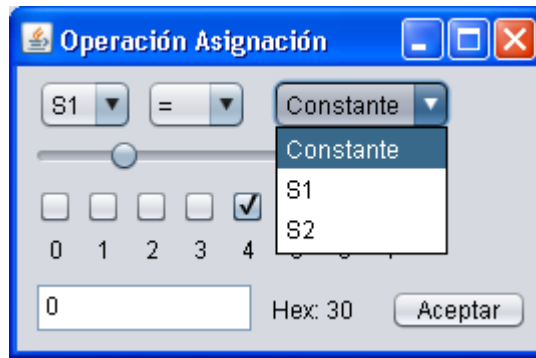 Operación Asignación
S1 = Constante
Constante
S1
S2
0 1 2 3 4
0 Hex: 30 Aceptar